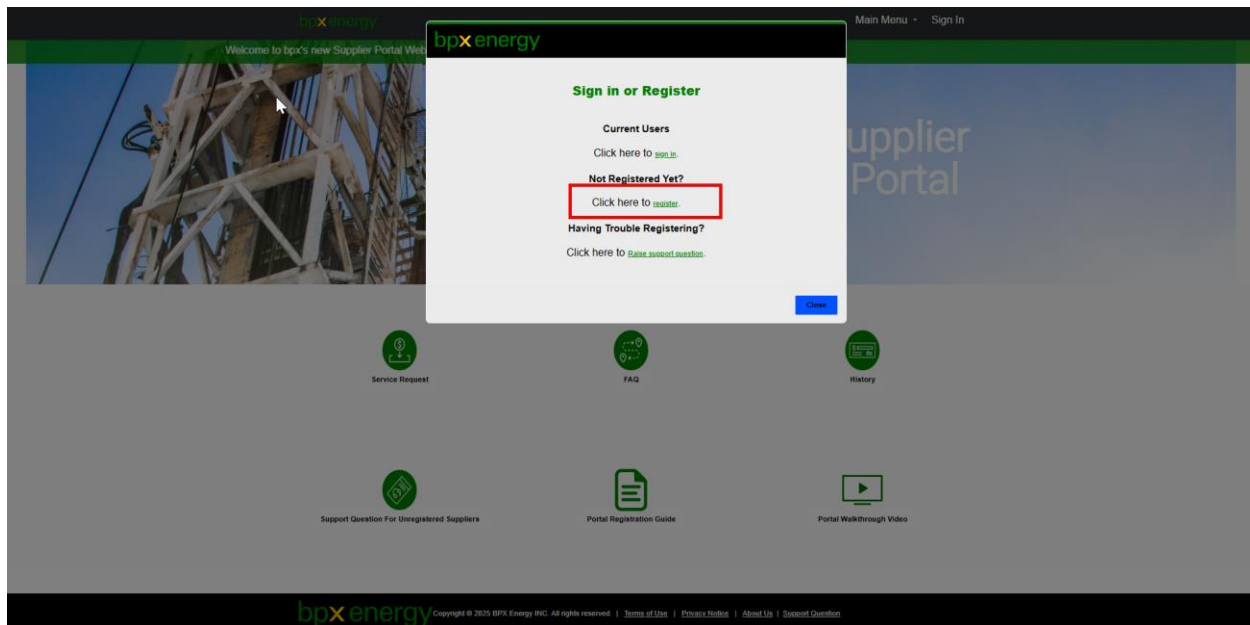 bpx energy
Main Menu
Sign In
Welcome to bpx's new Supplier Portal Web
bpx energy
Sign in or Register
Current Users
Click here to sign in.
Not Registered Yet?
Click here to register.
Having Trouble Registering?
Click here to Raise support question.
Close
upplier
Portal
Service Request
FAQ
History
Support Question For Unregistered Suppliers
Portal Registration Guide
Portal Walkthrough Video
bpx energy
Copyright © 2025 BPX Energy INC. All rights reserved. | Terms of Use | Privacy Notice | About Us | Support Question